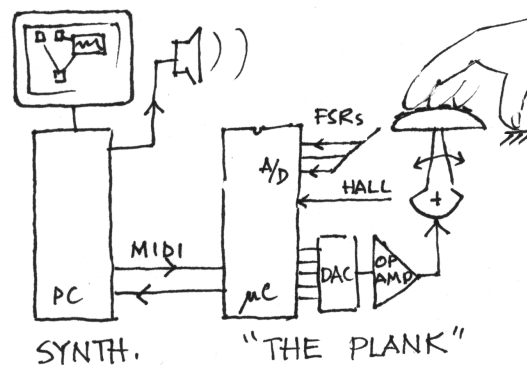 FSRs
A/D
HALL
MIDI
PC
μC
DAC
OP
AMP
+
SYNTH.
"THE PLANK"